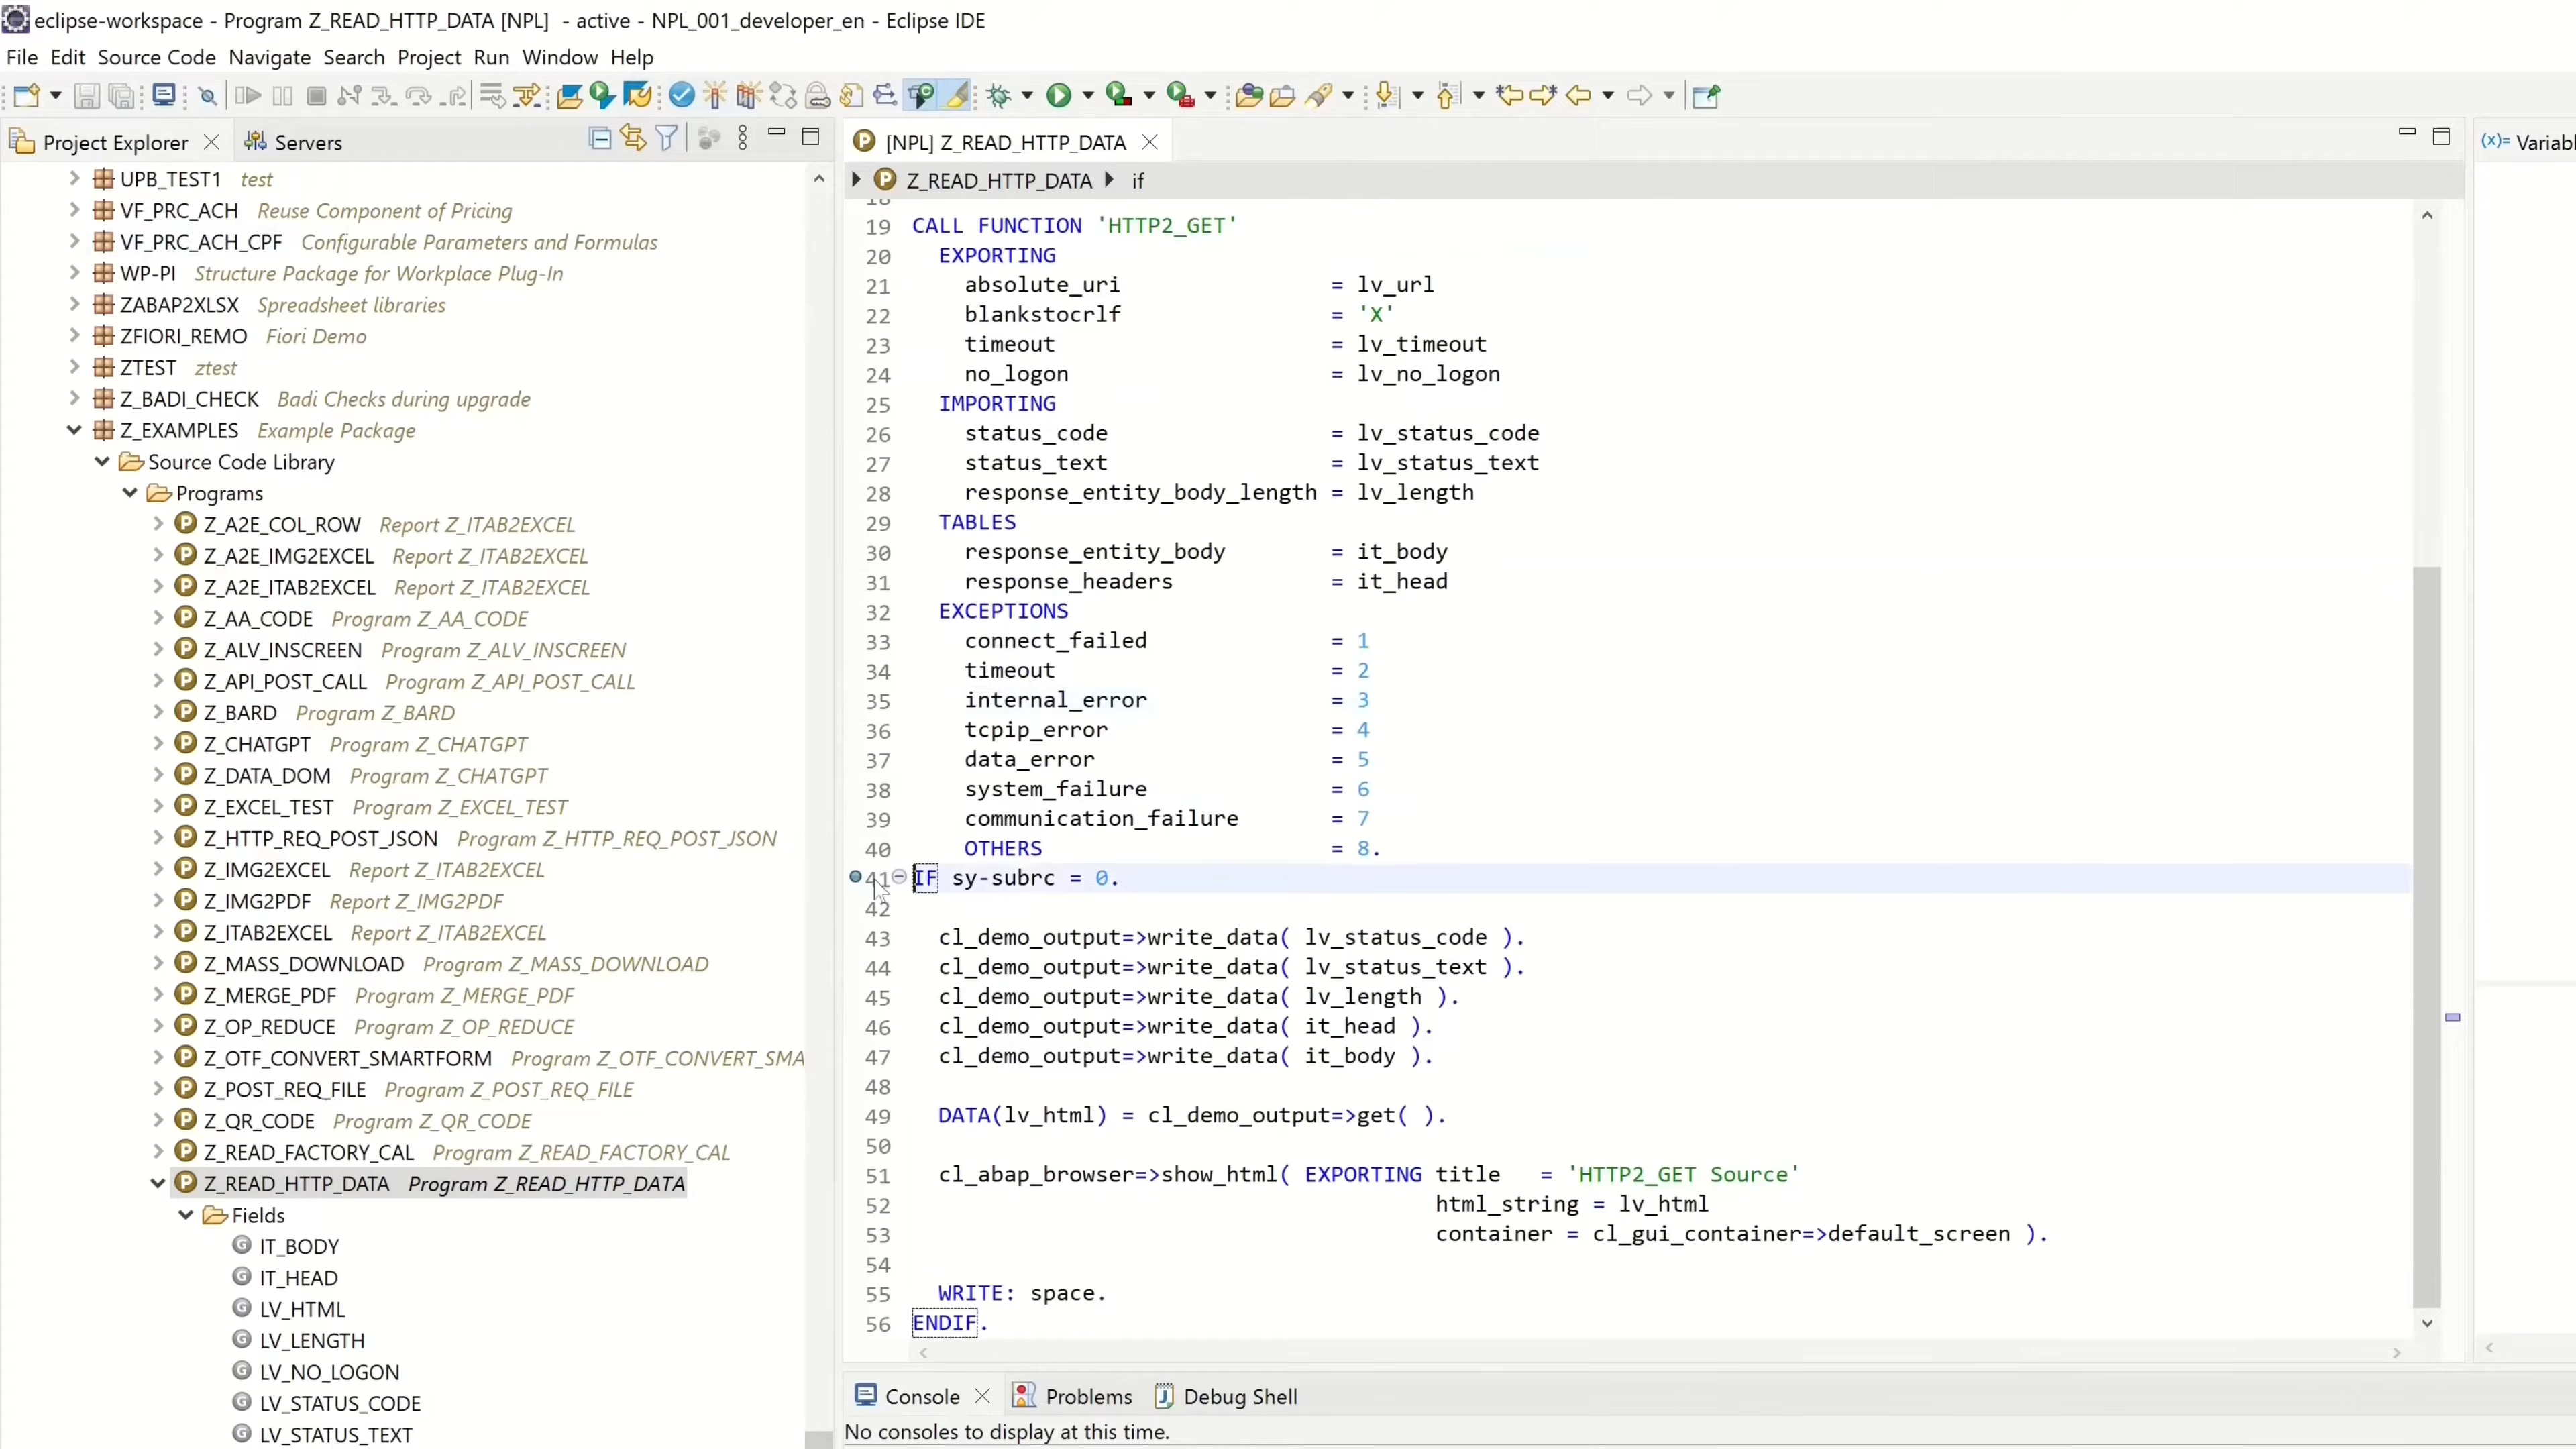 eclipse-workspace - Program Z_READ_HTTP_DATA [NPL]  - active - NPL_001_developer_en - Eclipse IDE
File Edit Source Code Navigate Search Project Run Window Help
Project Explorer Servers
UPB_TEST1 test
VF_PRC_ACH Reuse Component of Pricing
VF_PRC_ACH_CPF Configurable Parameters and Formulas
WP-PI Structure Package for Workplace Plug-In
ZABAP2XLSX Spreadsheet libraries
ZFIORI_REMO Fiori Demo
ZTEST ztest
Z_BADI_CHECK Badi Checks during upgrade
Z_EXAMPLES Example Package
Source Code Library
Programs
Z_A2E_COL_ROW Report Z_ITAB2EXCEL
Z_A2E_IMG2EXCEL Report Z_ITAB2EXCEL
Z_A2E_ITAB2EXCEL Report Z_ITAB2EXCEL
Z_AA_CODE Program Z_AA_CODE
Z_ALV_INSCREEN Program Z_ALV_INSCREEN
Z_API_POST_CALL Program Z_API_POST_CALL
Z_BARD Program Z_BARD
Z_CHATGPT Program Z_CHATGPT
Z_DATA_DOM Program Z_CHATGPT
Z_EXCEL_TEST Program Z_EXCEL_TEST
Z_HTTP_REQ_POST_JSON Program Z_HTTP_REQ_POST_JSON
Z_IMG2EXCEL Report Z_ITAB2EXCEL
Z_IMG2PDF Report Z_IMG2PDF
Z_ITAB2EXCEL Report Z_ITAB2EXCEL
Z_MASS_DOWNLOAD Program Z_MASS_DOWNLOAD
Z_MERGE_PDF Program Z_MERGE_PDF
Z_OP_REDUCE Program Z_OP_REDUCE
Z_OTF_CONVERT_SMARTFORM Program Z_OTF_CONVERT_SMA
Z_POST_REQ_FILE Program Z_POST_REQ_FILE
Z_QR_CODE Program Z_QR_CODE
Z_READ_FACTORY_CAL Program Z_READ_FACTORY_CAL
Z_READ_HTTP_DATA Program Z_READ_HTTP_DATA
Fields
IT_BODY
IT_HEAD
LV_HTML
LV_LENGTH
LV_NO_LOGON
LV_STATUS_CODE
LV_STATUS_TEXT
[NPL] Z_READ_HTTP_DATA
Z_READ_HTTP_DATA if
18
19 CALL FUNCTION 'HTTP2_GET'
20 EXPORTING
21 absolute_uri = lv_url
22 blankstocrlf = 'X'
23 timeout = lv_timeout
24 no_logon = lv_no_logon
25 IMPORTING
26 status_code = lv_status_code
27 status_text = lv_status_text
28 response_entity_body_length = lv_length
29 TABLES
30 response_entity_body = it_body
31 response_headers = it_head
32 EXCEPTIONS
33 connect_failed = 1
34 timeout = 2
35 internal_error = 3
36 tcpip_error = 4
37 data_error = 5
38 system_failure = 6
39 communication_failure = 7
40 OTHERS = 8.
41 IF sy-subrc = 0.
42
43 cl_demo_output=>write_data( lv_status_code ).
44 cl_demo_output=>write_data( lv_status_text ).
45 cl_demo_output=>write_data( lv_length ).
46 cl_demo_output=>write_data( it_head ).
47 cl_demo_output=>write_data( it_body ).
48
49 DATA(lv_html) = cl_demo_output=>get( ).
50
51 cl_abap_browser=>show_html( EXPORTING title = 'HTTP2_GET Source'
52 html_string = lv_html
53 container = cl_gui_container=>default_screen ).
54
55 WRITE: space.
56 ENDIF.
Console Problems Debug Shell
No consoles to display at this time.
(x)= Variabl